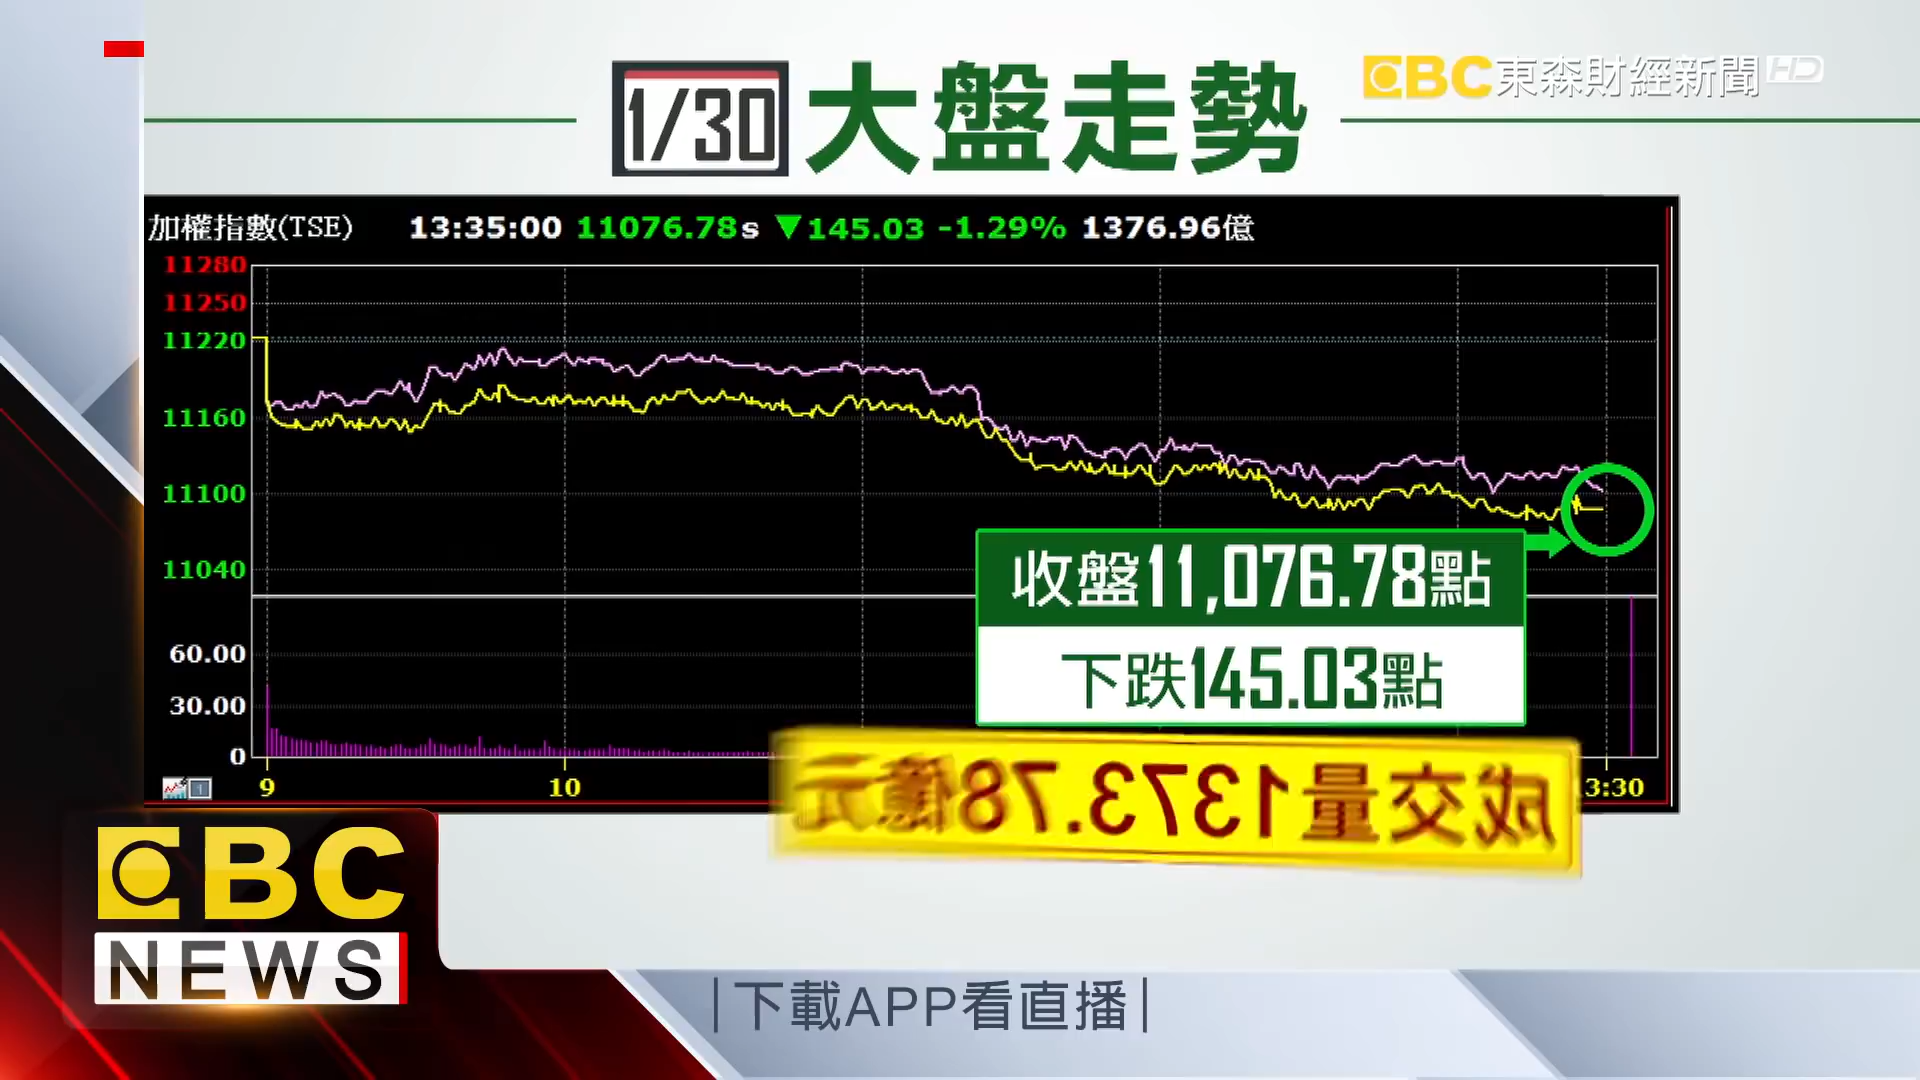 1/30 大盤走勢
EBC 東森財經新聞 HD
加權指數(TSE) 13:35:00 11076.78s ▼145.03 -1.29% 1376.96億
11280
11250
11220
11160
11100
11040
60.00
30.00
0
9 10 3:30
收盤11,076.78點
下跌145.03點
成交量1373.78億元
EBC
NEWS
|下載APP看直播|